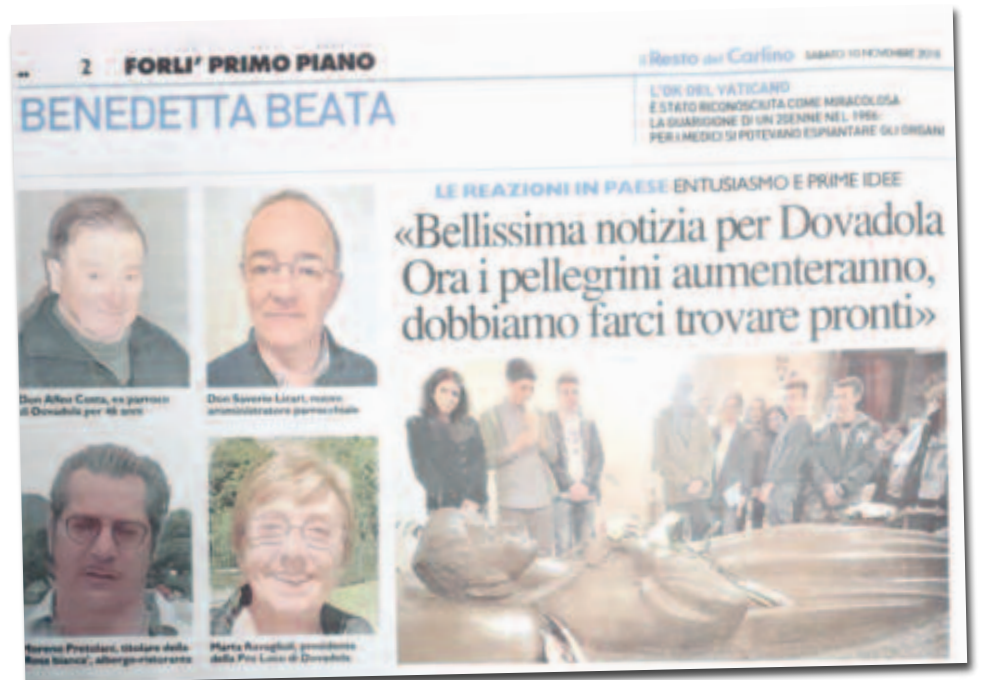 2 FORLI' PRIMO PIANO
il Resto del Carlino SABATO 10 NOVEMBRE 2018
BENEDETTA BEATA
L'OK DEL VATICANO
È STATO RICONOSCIUTA COME MIRACOLOSA
LA GUARIGIONE DI UN 20ENNE NEL 1986:
PER I MEDICI SI POTEVANO ESPIANTARE GLI ORGANI
LE REAZIONI IN PAESE ENTUSIASMO E PRIME IDEE
«Bellissima notizia per Dovadola
Ora i pellegrini aumenteranno,
dobbiamo farci trovare pronti»
Don Alfeo Costa, ex parroco
di Dovadola per 46 anni
Don Saverio Licari, nuovo
amministratore parrocchiale
Moreno Pretolani, titolare della
Rosa bianca', albergo-ristorante
Marta Ravaglioli, presidente
della Pro Loco di Dovadola